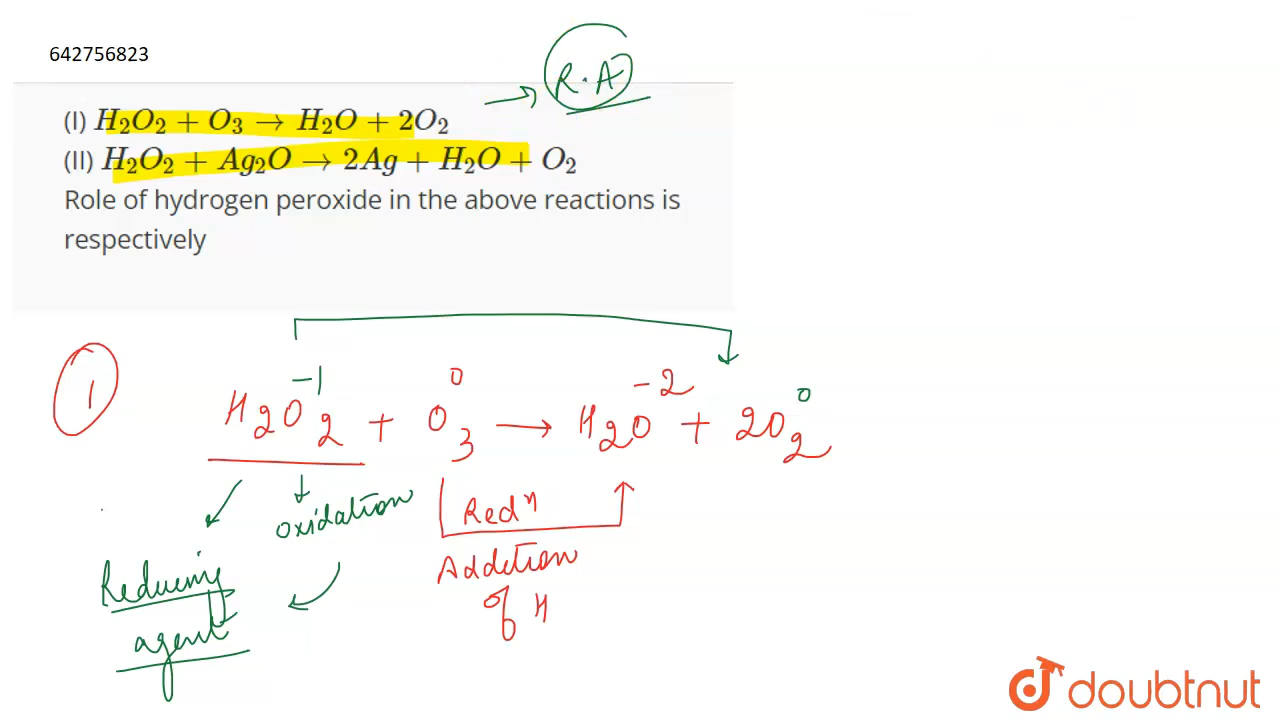 642756823
R.A
(I) H₂O₂ + O₃ → H₂O + 2O₂
(II) H₂O₂ + Ag₂O → 2Ag + H₂O + O₂
Role of hydrogen peroxide in the above reactions is
respectively
1
-1 0 -2 0
H₂O₂ + O₃ → H₂O + 2O₂
oxidation
Redⁿ
Reducing
agent
Addetion
of H
doubtnut